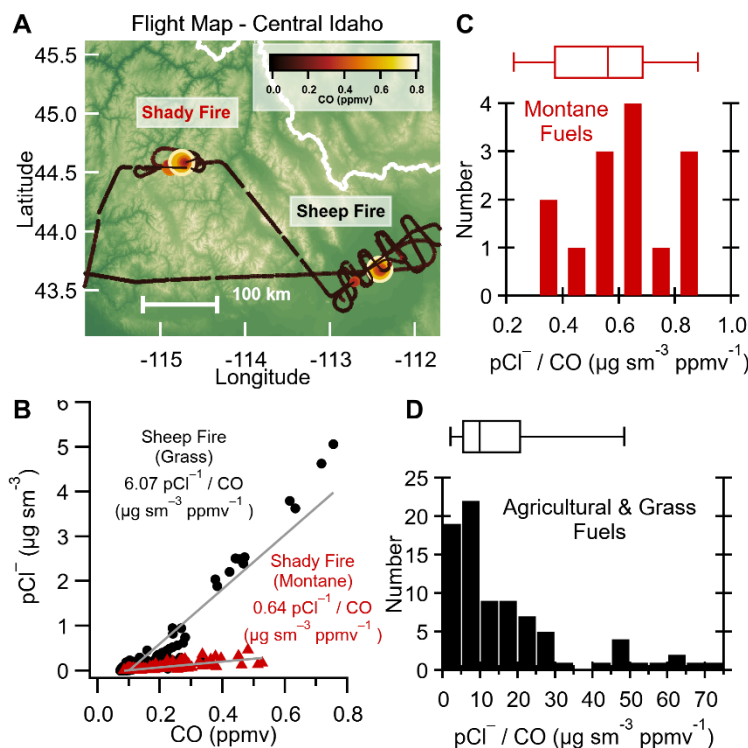 A
Flight Map - Central Idaho
45.5
45.0
44.5
44.0
43.5
Latitude
0.0 0.2 0.4 0.6 0.8
CO (ppmv)
Shady Fire
Sheep Fire
100 km
-115 -114 -113 -112
Longitude
B
6
5
4
3
2
1
0
pCl⁻ (µg sm⁻³)
Sheep Fire
(Grass)
6.07 pCl⁻¹ / CO
(µg sm⁻³ ppmv⁻¹)
Shady Fire
(Montane)
0.64 pCl⁻¹ / CO
(µg sm⁻³ ppmv⁻¹)
0.0 0.2 0.4 0.6 0.8
CO (ppmv)
C
4
3
2
1
0
Number
Montane
Fuels
0.2 0.4 0.6 0.8 1.0
pCl⁻ / CO (µg sm⁻³ ppmv⁻¹)
D
25
20
15
10
5
0
Number
Agricultural & Grass
Fuels
0 10 20 30 40 50 60 70
pCl⁻ / CO (µg sm⁻³ ppmv⁻¹)